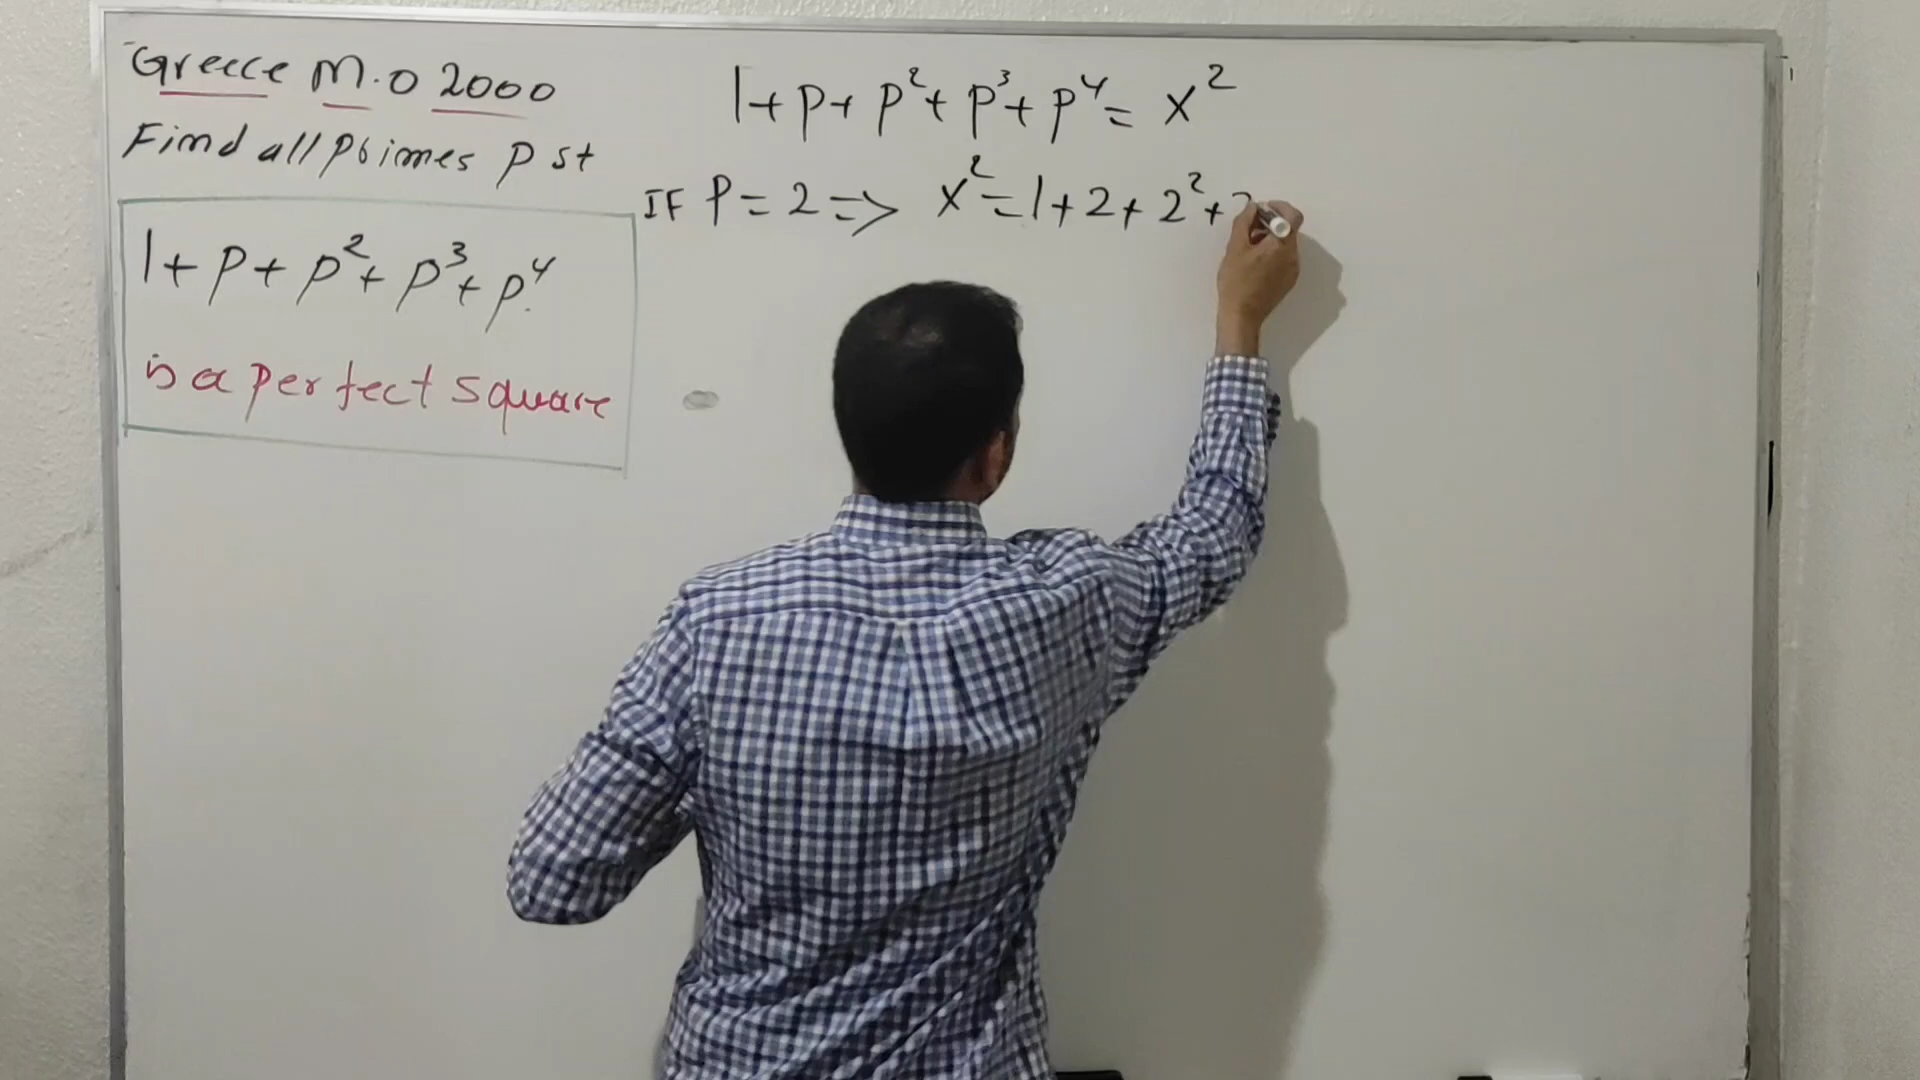 Greece M.O 2000
Find all primes P st
1+p+p²+p³+p⁴
is a perfect square
1+p+p²+p³+p⁴= x²
IF P=2=> x²=1+2+2²+2